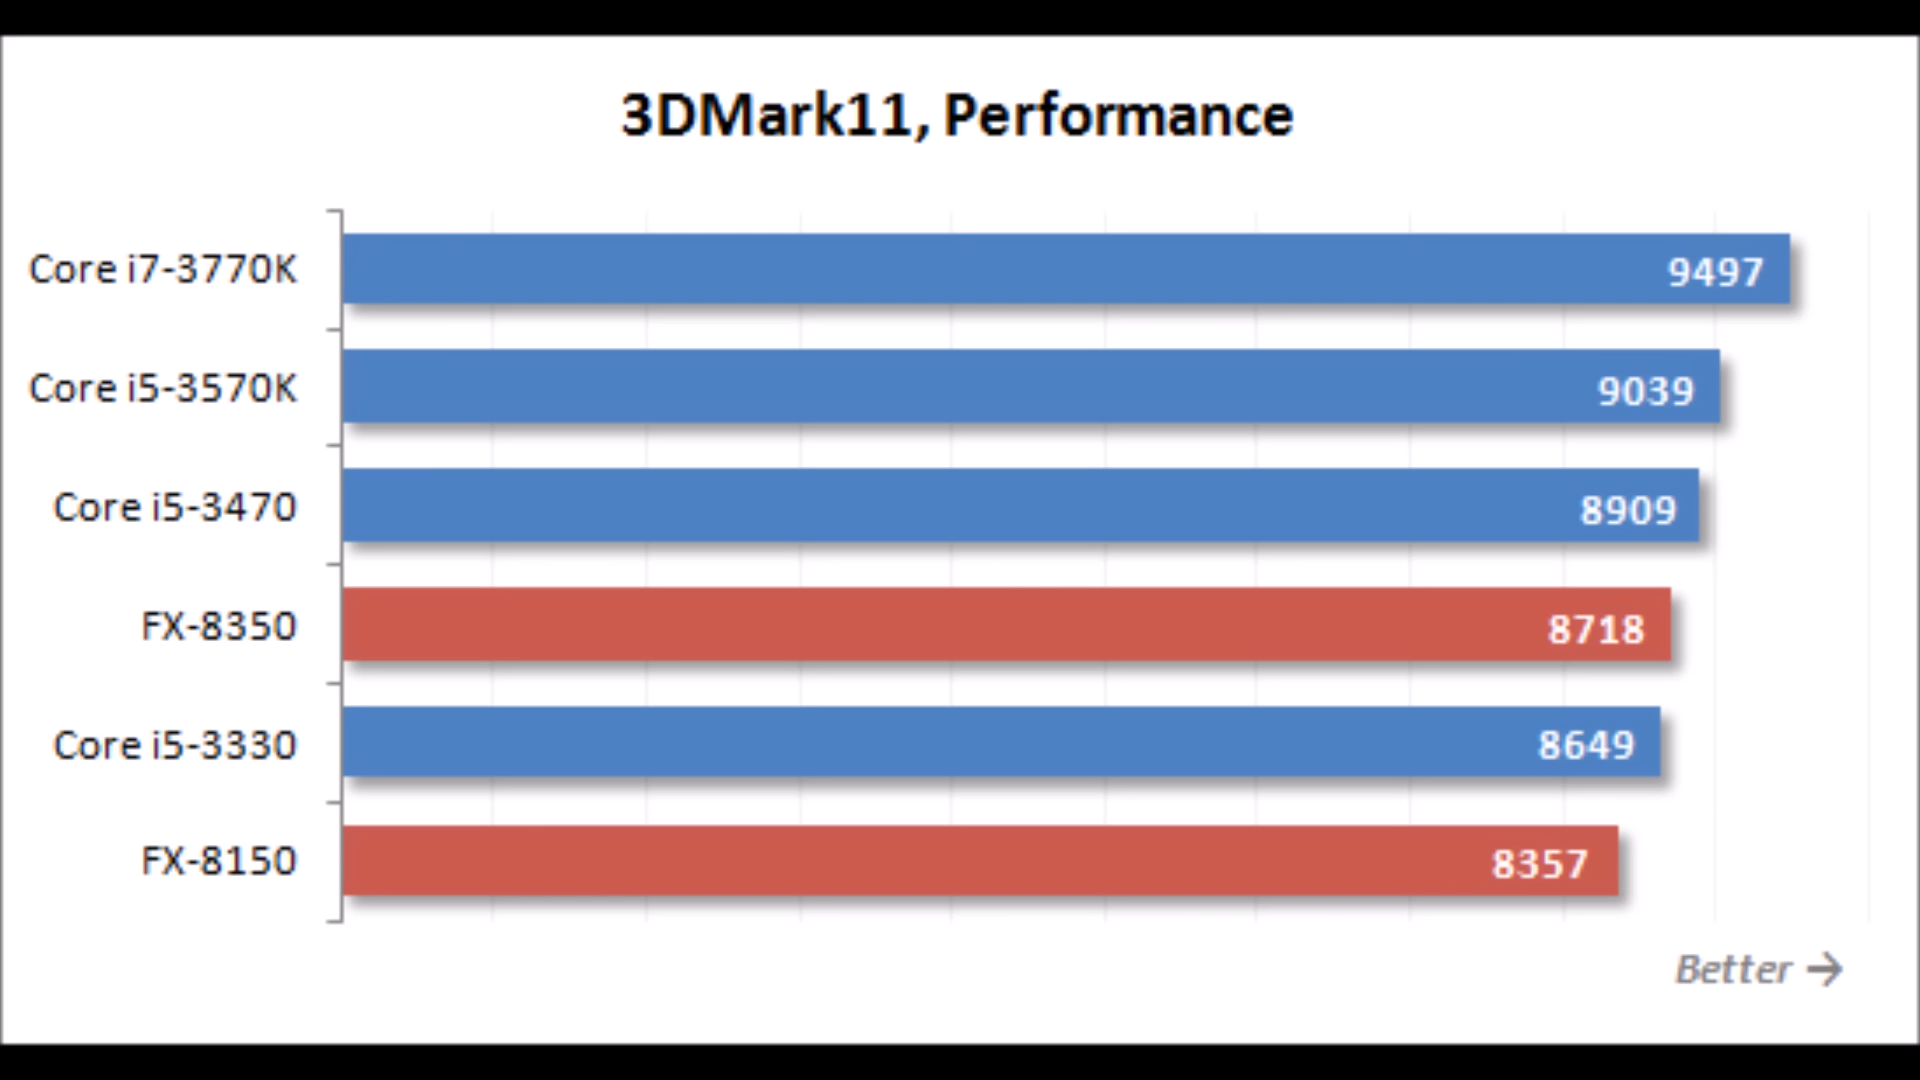 3DMark11, Performance
Core i7-3770K 9497
Core i5-3570K 9039
Core i5-3470 8909
FX-8350 8718
Core i5-3330 8649
FX-8150 8357
Better →